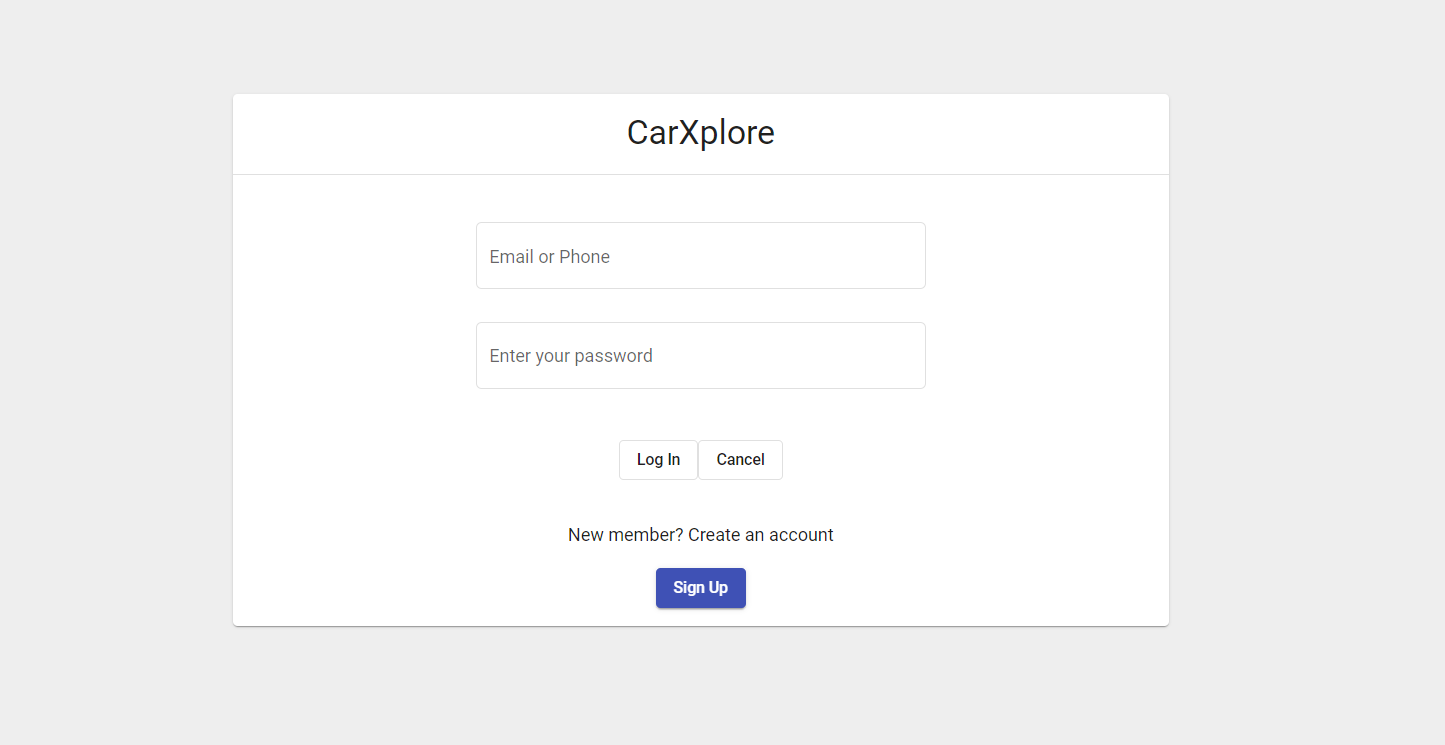 CarXplore
Email or Phone
Enter your password
Log In Cancel
New member? Create an account
Sign Up